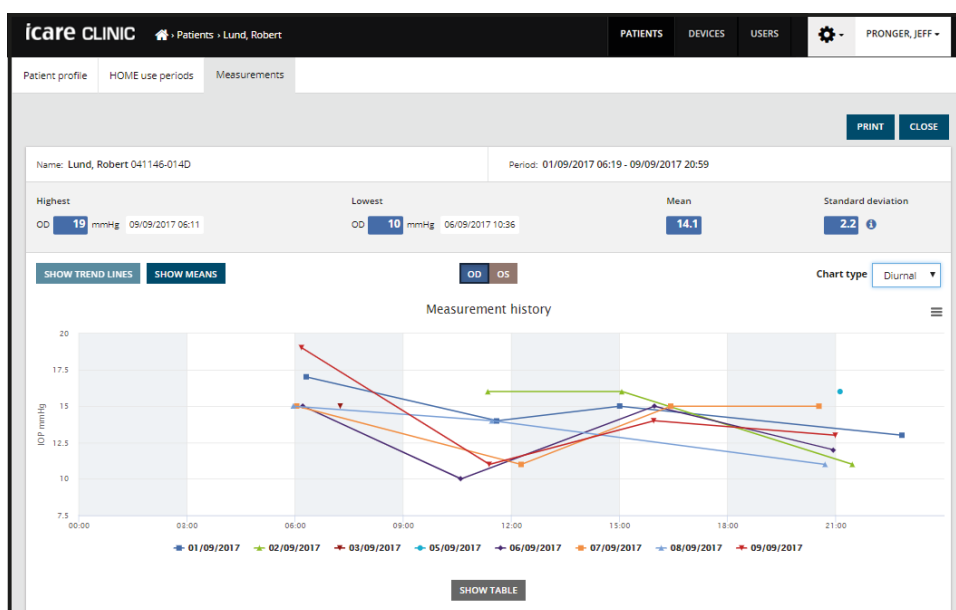 icare CLINIC › Patients › Lund, Robert PATIENTS DEVICES USERS PRONGER, JEFF
Patient profile HOME use periods Measurements
PRINT CLOSE
Name: Lund, Robert 041146-014D Period: 01/09/2017 06:19 - 09/09/2017 20:59
Highest Lowest Mean Standard deviation
OD 19 mmHg 09/09/2017 06:11 OD 10 mmHg 06/09/2017 10:36 14.1 2.2 i
SHOW TREND LINES SHOW MEANS OD OS Chart type Diurnal
Measurement history
20
17.5
15
12.5
10
7.5
IOP mmHg
00:00 03:00 06:00 09:00 12:00 15:00 18:00 21:00
01/09/2017 02/09/2017 03/09/2017 05/09/2017 06/09/2017 07/09/2017 08/09/2017 09/09/2017
SHOW TABLE